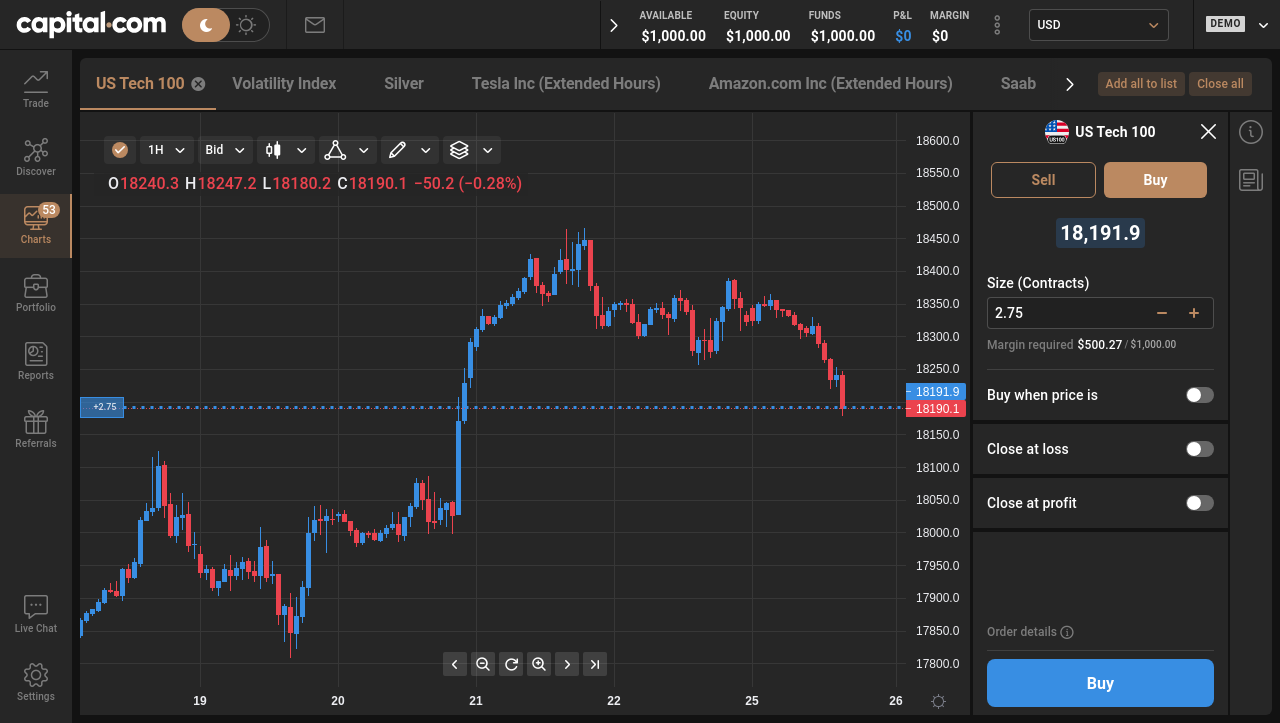 capital.com
AVAILABLE EQUITY FUNDS P&L MARGIN
$1,000.00 $1,000.00 $1,000.00 $0 $0
USD
DEMO
Trade
Discover
53
Charts
Portfolio
Reports
Referrals
Live Chat
Settings
US Tech 100 Volatility Index Silver Tesla Inc (Extended Hours) Amazon.com Inc (Extended Hours) Saab
Add all to list Close all
1H Bid
O18240.3 H18247.2 L18180.2 C18190.1 −50.2 (−0.28%)
+2.75
18600.0
18550.0
18500.0
18450.0
18400.0
18350.0
18300.0
18250.0
18191.9
18190.1
18150.0
18100.0
18050.0
18000.0
17950.0
17900.0
17850.0
17800.0
19 20 21 22 25 26
US100
US Tech 100
Sell Buy
18,191.9
Size (Contracts)
2.75 − +
Margin required $500.27 / $1,000.00
Buy when price is
Close at loss
Close at profit
Order details
Buy